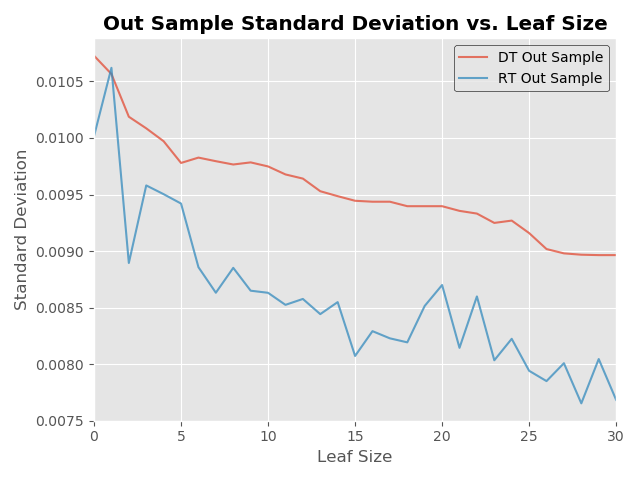 Out Sample Standard Deviation vs. Leaf Size
DT Out Sample
RT Out Sample
0.0105
0.0100
0.0095
0.0090
0.0085
0.0080
0.0075
Standard Deviation
0 5 10 15 20 25 30
Leaf Size